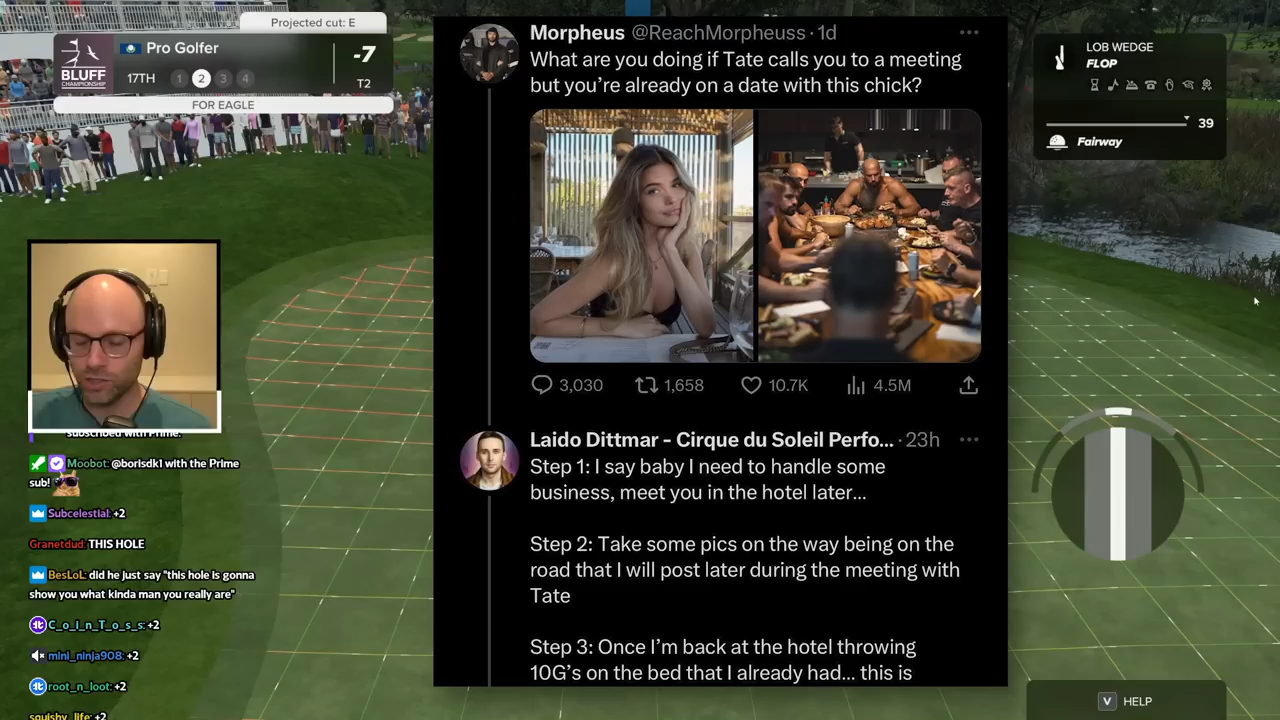 Projected cut: E
BLUFF
CHAMPIONSHIP
Pro Golfer
-7
17TH 1 2 3 4
T2
FOR EAGLE
Morpheus @ReachMorpheuss · 1d
What are you doing if Tate calls you to a meeting
but you're already on a date with this chick?
3,030 1,658 10.7K 4.5M
Laido Dittmar - Cirque du Soleil Perfo... · 23h
Step 1: I say baby I need to handle some
business, meet you in the hotel later...
Step 2: Take some pics on the way being on the
road that I will post later during the meeting with
Tate
Step 3: Once I'm back at the hotel throwing
10G's on the bed that I already had... this is
LOB WEDGE
FLOP
39
Fairway
subscribed with Prime.
Moobot: @borisdk1 with the Prime
sub!
Subcelestial: +2
Granetdud: THIS HOLE
BesLoL: did he just say "this hole is gonna
show you what kinda man you really are"
C_o_I_n_T_o_s_s: +2
mini_ninja908: +2
root_n_loot: +2
squishy_life: +2
V HELP